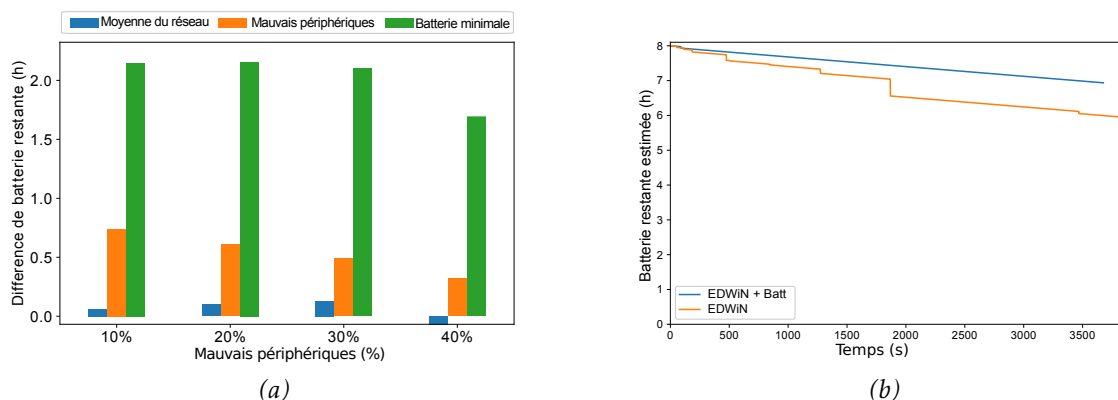 Moyenne du réseau Mauvais périphériques Batterie minimale
Différence de batterie restante (h)
2.0
1.5
1.0
0.5
0.0
10% 20% 30% 40%
Mauvais périphériques (%)
(a)
Batterie restante estimée (h)
8
7
6
5
4
3
2
1
0
EDWiN + Batt
EDWiN
0 500 1000 1500 2000 2500 3000 3500
Temps (s)
(b)